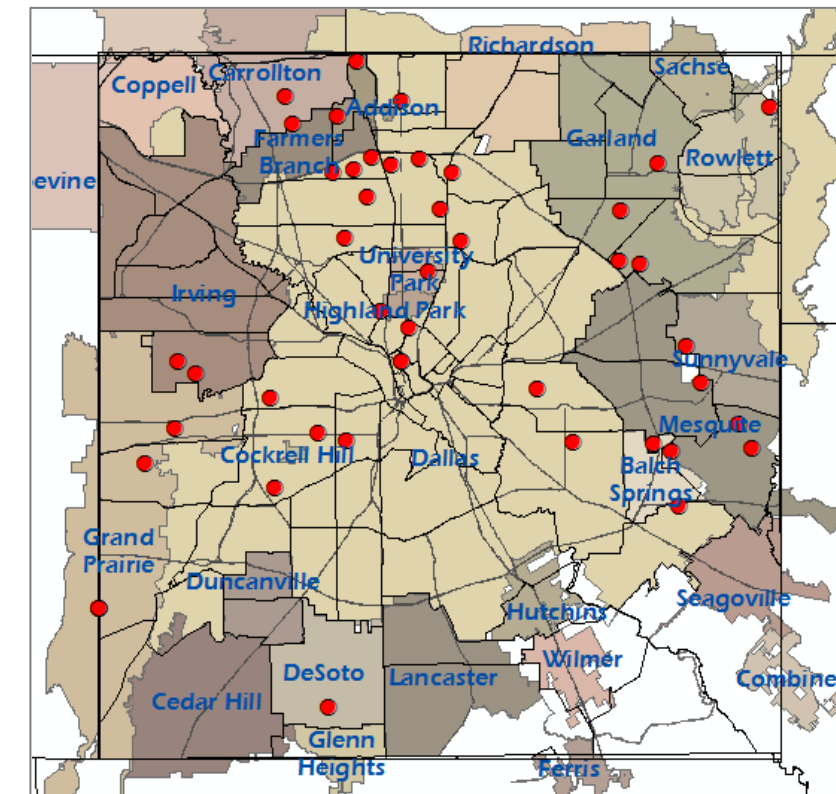 Richardson
Carrollton
Sachse
Coppell
Addison
Garland
Farmers
Branch
Rowlett
evine
University
Park
Irving
Highland Park
Sunnyvale
Mesquite
Cockrell Hill
Dallas
Balch
Springs
Grand
Prairie
Duncanville
Hutchins
Seagoville
Wilmer
DeSoto
Lancaster
Combine
Cedar Hill
Glenn
Heights
Ferris